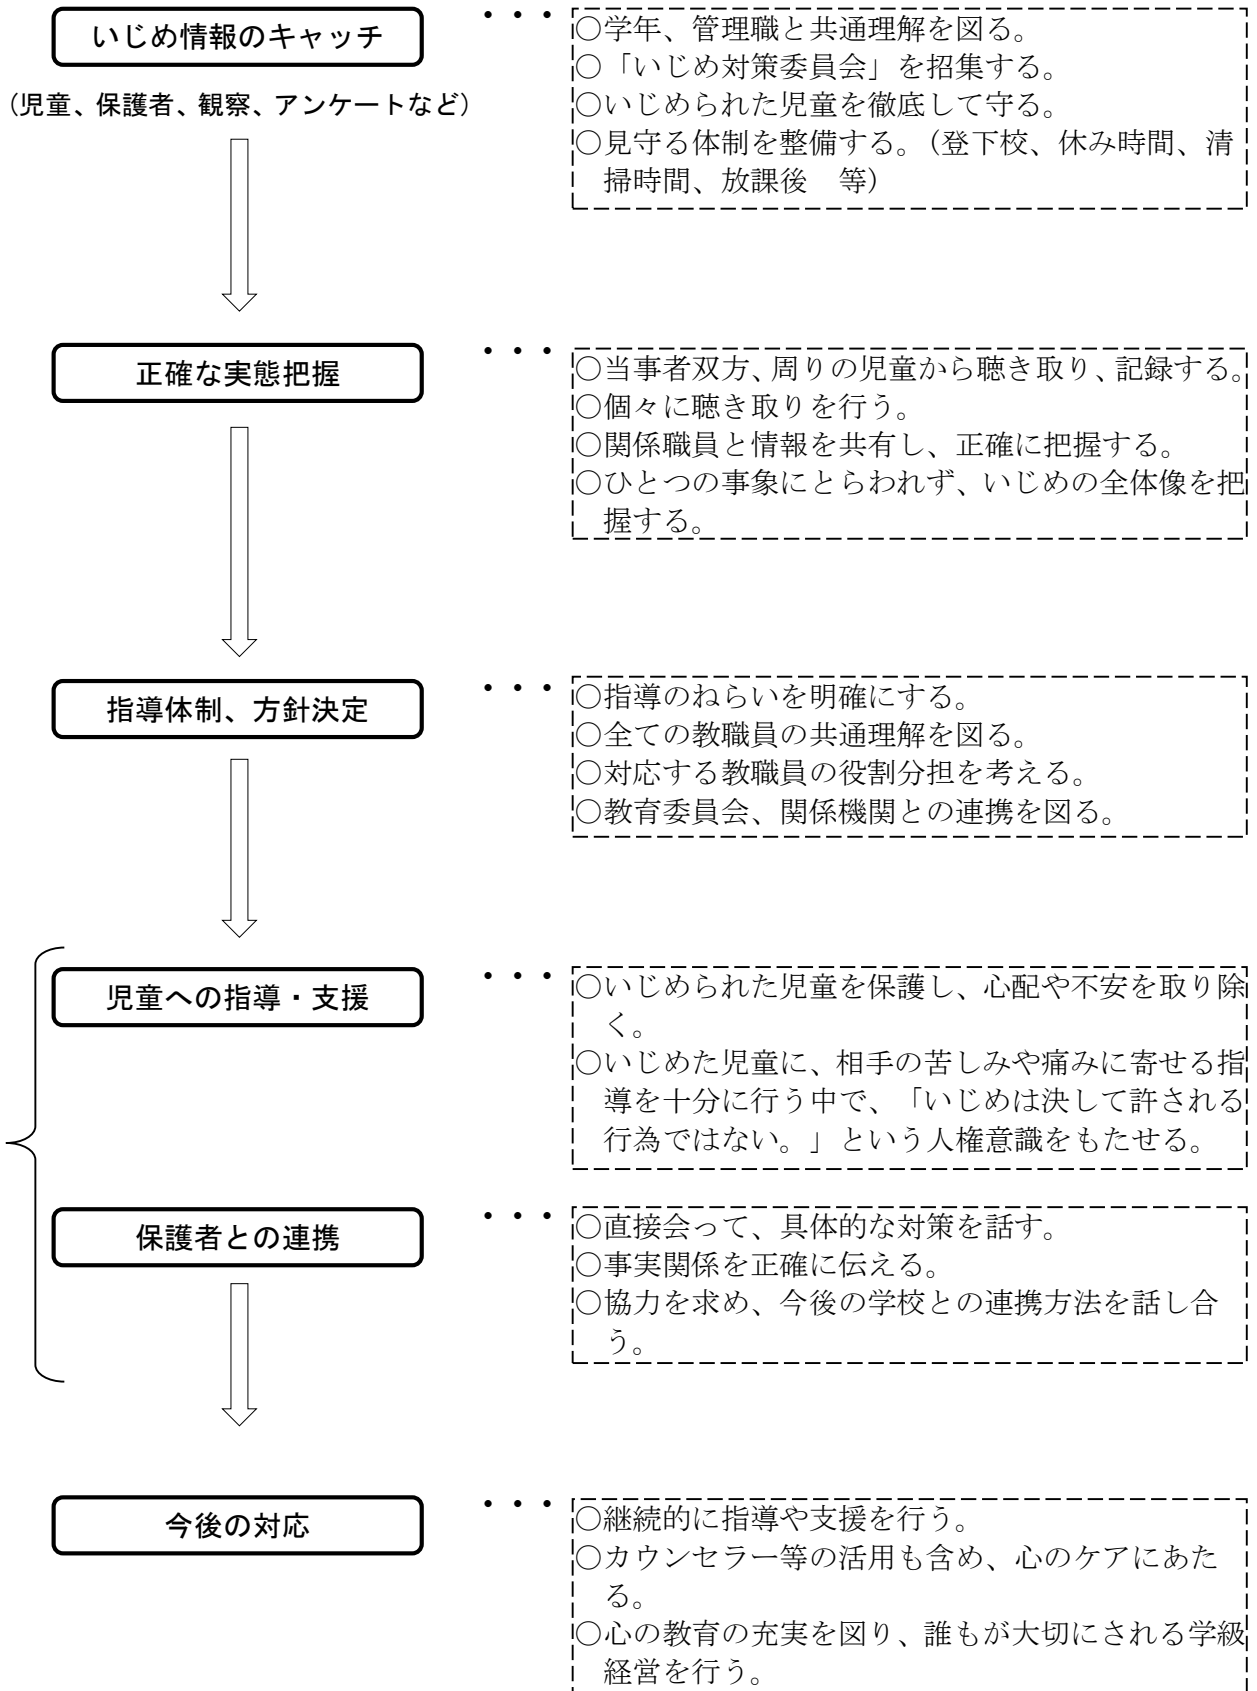 いじめ情報のキャッチ
(児童、保護者、観察、アンケートなど)
・・・
○学年、管理職と共通理解を図る。
○「いじめ対策委員会」を招集する。
○いじめられた児童を徹底して守る。
○見守る体制を整備する。(登下校、休み時間、清
掃時間、放課後　等)
正確な実態把握
・・・
○当事者双方、周りの児童から聴き取り、記録する。
○個々に聴き取りを行う。
○関係職員と情報を共有し、正確に把握する。
○ひとつの事象にとらわれず、いじめの全体像を把
握する。
指導体制、方針決定
・・・
○指導のねらいを明確にする。
○全ての教職員の共通理解を図る。
○対応する教職員の役割分担を考える。
○教育委員会、関係機関との連携を図る。
児童への指導・支援
・・・
○いじめられた児童を保護し、心配や不安を取り除
く。
○いじめた児童に、相手の苦しみや痛みに寄せる指
導を十分に行う中で、「いじめは決して許される
行為ではない。」という人権意識をもたせる。
保護者との連携
・・・
○直接会って、具体的な対策を話す。
○事実関係を正確に伝える。
○協力を求め、今後の学校との連携方法を話し合
う。
今後の対応
・・・
○継続的に指導や支援を行う。
○カウンセラー等の活用も含め、心のケアにあた
る。
○心の教育の充実を図り、誰もが大切にされる学級
経営を行う。